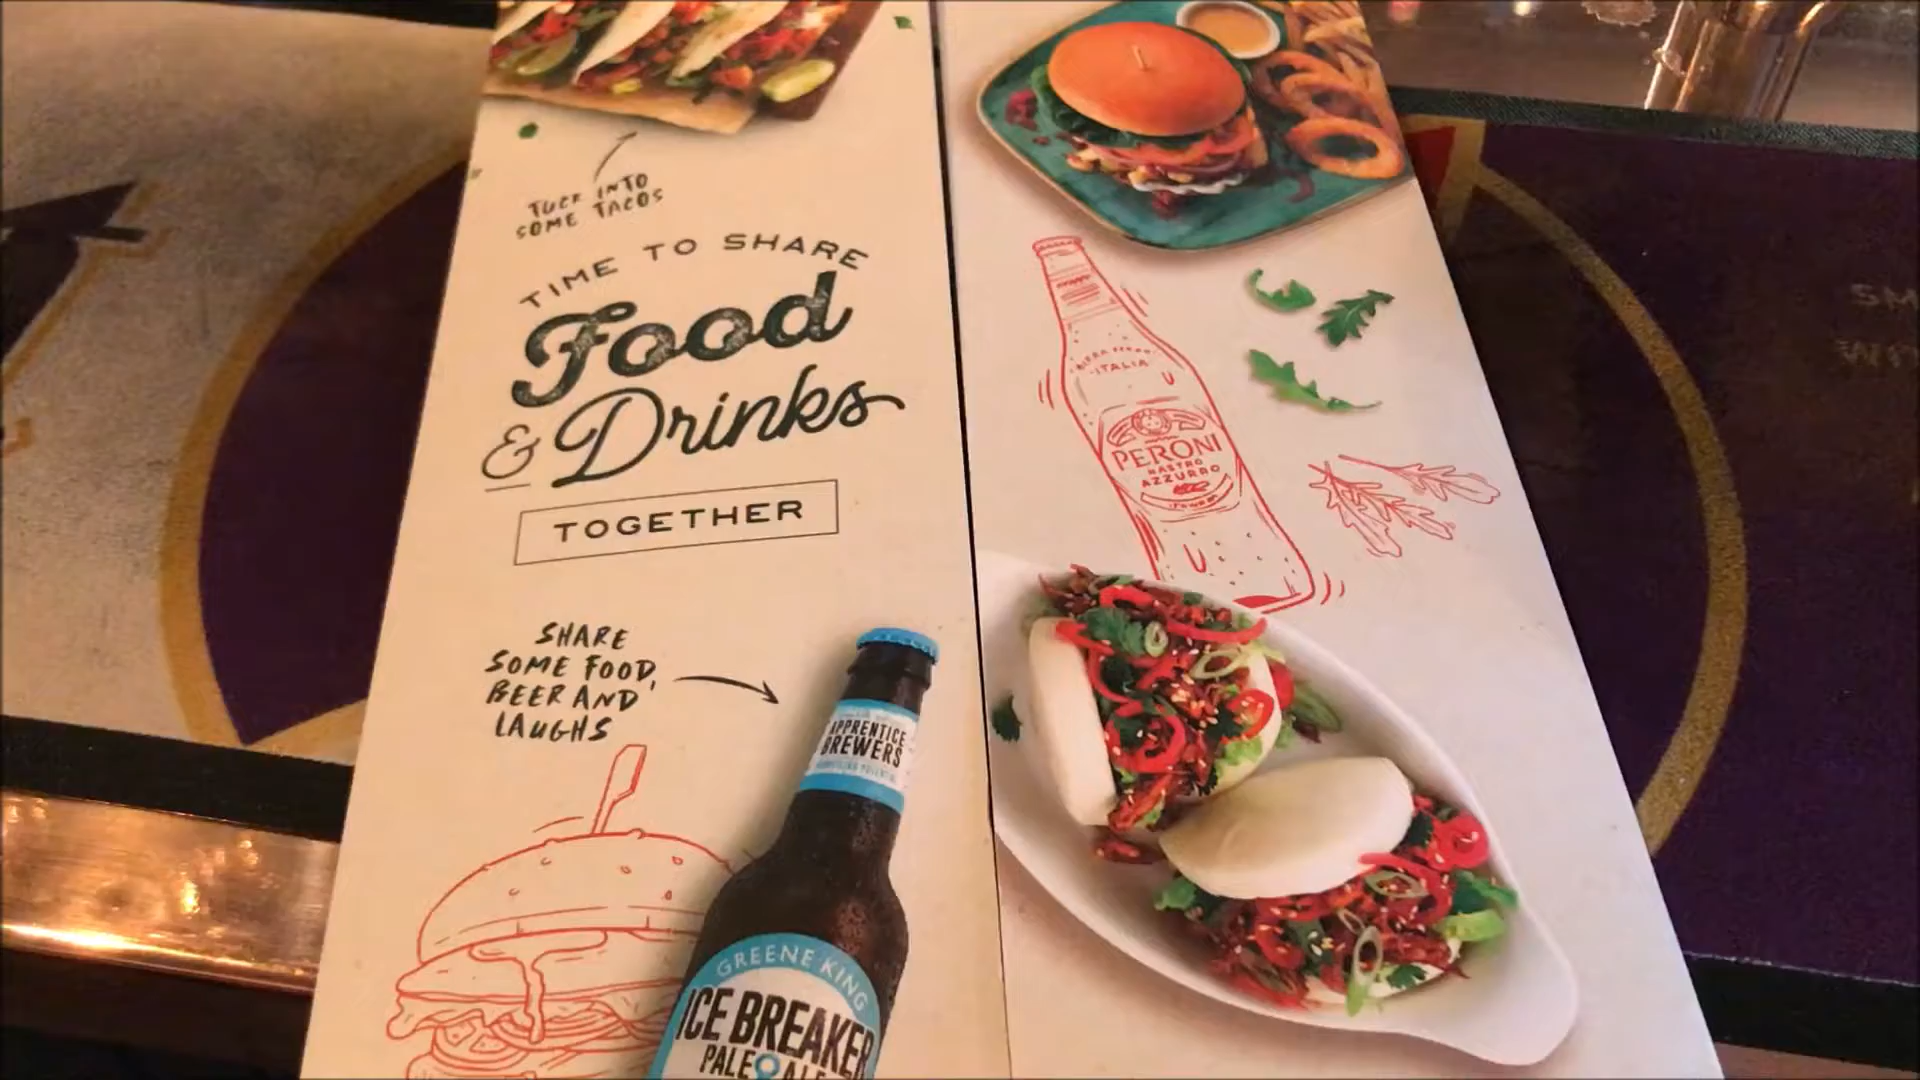 TUCK INTO
SOME TACOS
TIME TO SHARE
Food
& Drinks
TOGETHER
SHARE
SOME FOOD,
BEER AND
LAUGHS
APPRENTICE
BREWERS
GREENE KING
ICE BREAKER
PALE ALE
ITALIA
PERONI
NASTRO
AZZURRO
SM